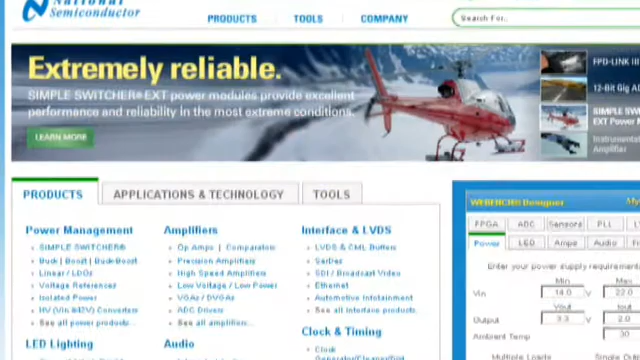 National
Semiconductor
PRODUCTS TOOLS COMPANY
Search For..
Extremely reliable.
SIMPLE SWITCHER® EXT power modules provide excellent
performance and reliability in the most extreme conditions.
LEARN MORE
FPD-LINK III
12-Bit Gig AD
SIMPLE SW
EXT Power M
Instrumentat
Amplifier
PRODUCTS APPLICATIONS & TECHNOLOGY TOOLS
Power Management
SIMPLE SWITCHER®
Buck | Boost | Buck-Boost
Linear / LDOs
Voltage References
Isolated Power
HV (Vin ≥42V) Converters
See all power products...
LED Lighting
Amplifiers
Op Amps | Comparators
Precision Amplifiers
High Speed Amplifiers
Low Voltage / Low Power
VGAs / DVGAs
ADC Drivers
See all amplifiers...
Audio
Interface & LVDS
LVDS & CML Buffers
SerDes
SDI / Broadcast Video
Ethernet
Automotive Infotainment
See all interface products...
Clock & Timing
Clock
WEBENCH® Designer My
FPGA ADC Sensors PLL
Power LED Amps Audio
Enter your power supply requirements
Min Max
Vin 14.0 V 22.0
Vout Iout
Output 3.3 V 2.0
Ambient Temp 30
Multiple Loads Single Ou